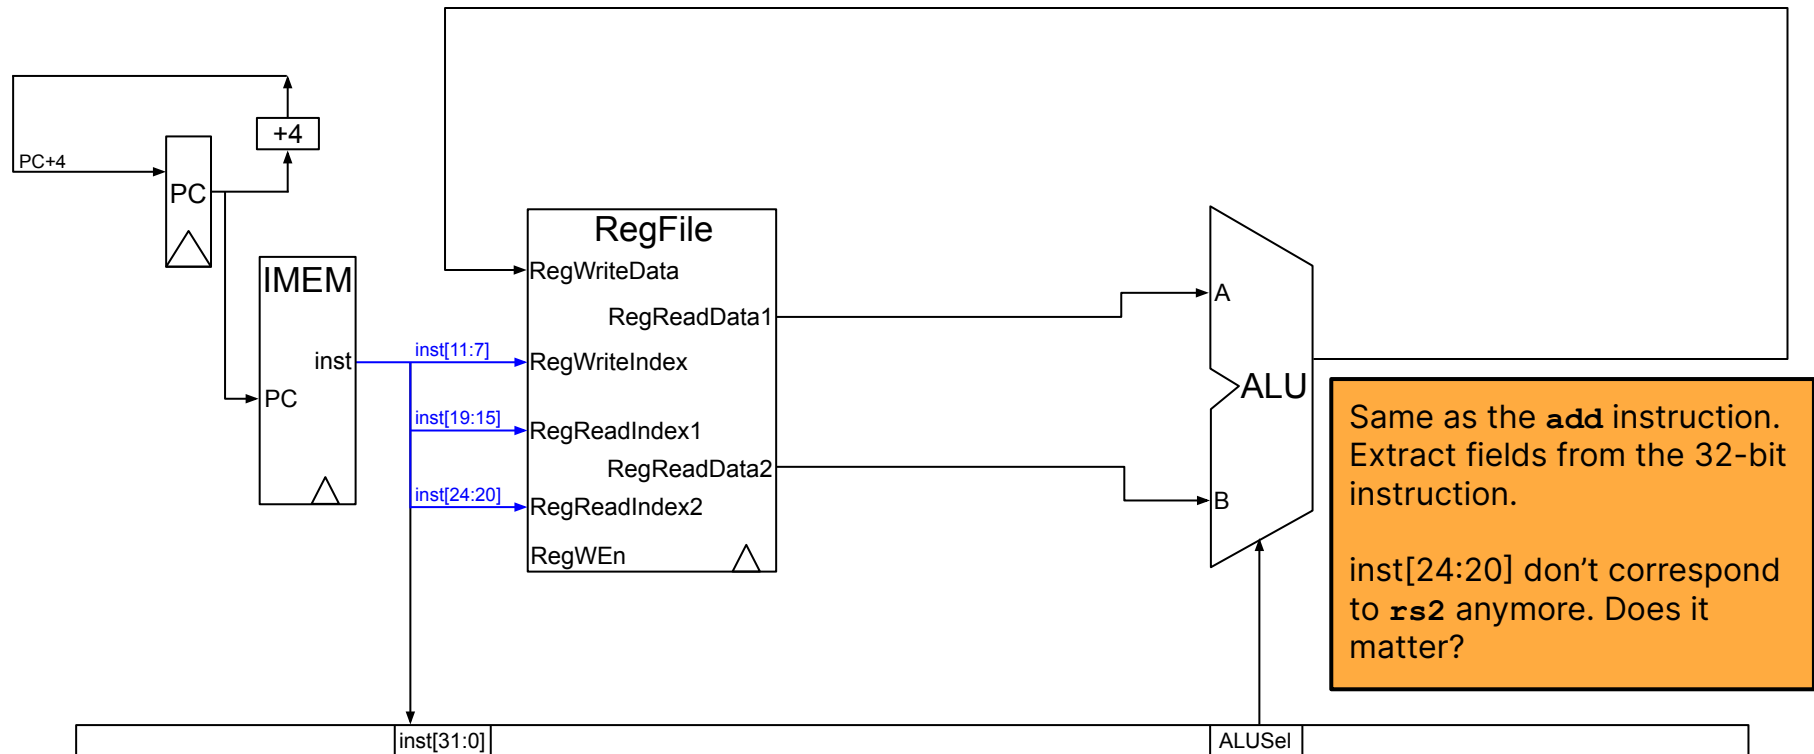 +4
PC+4
PC
IMEM
inst
PC
inst[11:7]
inst[19:15]
inst[24:20]
RegFile
RegWriteData
RegReadData1
RegWriteIndex
RegReadIndex1
RegReadData2
RegReadIndex2
RegWEn
A
ALU
B
Same as the add instruction.
Extract fields from the 32-bit
instruction.
inst[24:20] don’t correspond
to rs2 anymore. Does it
matter?
inst[31:0]
ALUSel